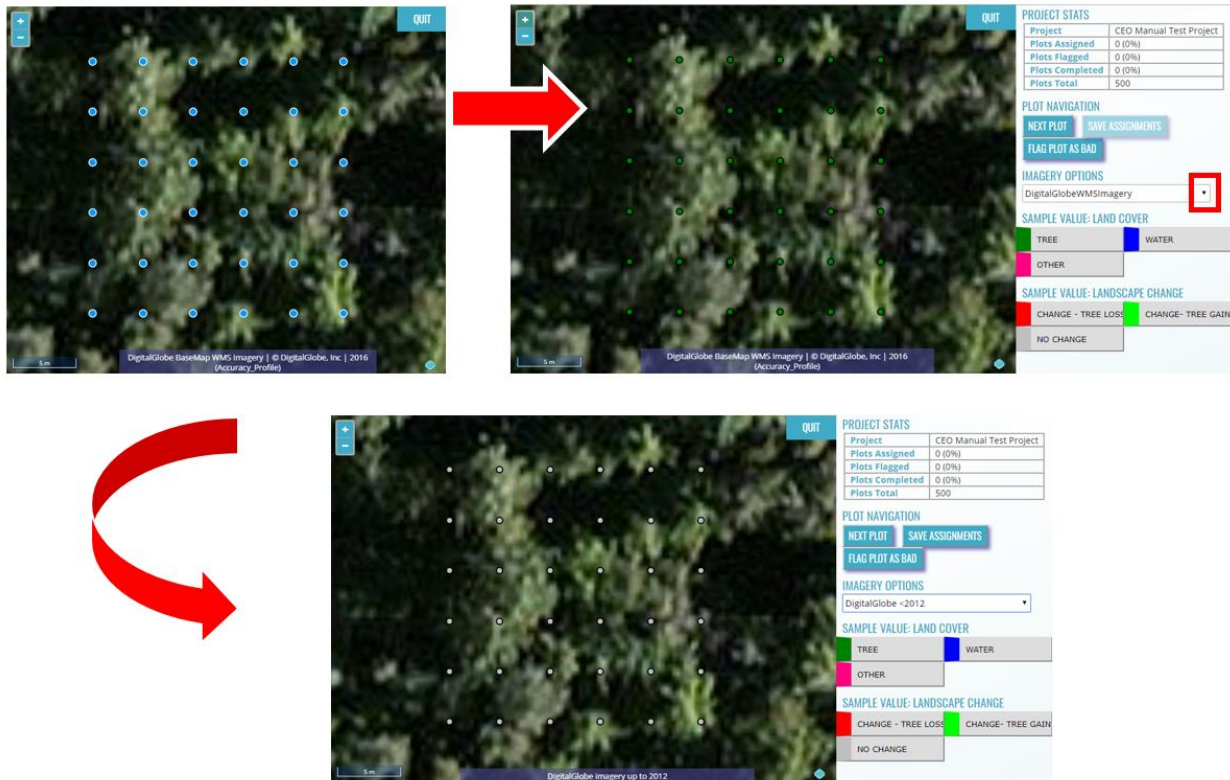 +
−
QUIT
5 m
DigitalGlobe BaseMap WMS Imagery | © DigitalGlobe, Inc | 2016
(Accuracy_Profile)
+
−
QUIT
5 m
DigitalGlobe BaseMap WMS Imagery | © DigitalGlobe, Inc | 2016
(Accuracy_Profile)
PROJECT STATS
Project CEO Manual Test Project
Plots Assigned 0 (0%)
Plots Flagged 0 (0%)
Plots Completed 0 (0%)
Plots Total 500
PLOT NAVIGATION
NEXT PLOT SAVE ASSIGNMENTS
FLAG PLOT AS BAD
IMAGERY OPTIONS
DigitalGlobeWMSImagery
SAMPLE VALUE: LAND COVER
TREE WATER
OTHER
SAMPLE VALUE: LANDSCAPE CHANGE
CHANGE - TREE LOSS CHANGE- TREE GAIN
NO CHANGE
+
−
QUIT
5 m
DigitalGlobe imagery up to 2012
PROJECT STATS
Project CEO Manual Test Project
Plots Assigned 0 (0%)
Plots Flagged 0 (0%)
Plots Completed 0 (0%)
Plots Total 500
PLOT NAVIGATION
NEXT PLOT SAVE ASSIGNMENTS
FLAG PLOT AS BAD
IMAGERY OPTIONS
DigitalGlobe <2012
SAMPLE VALUE: LAND COVER
TREE WATER
OTHER
SAMPLE VALUE: LANDSCAPE CHANGE
CHANGE - TREE LOSS CHANGE- TREE GAIN
NO CHANGE